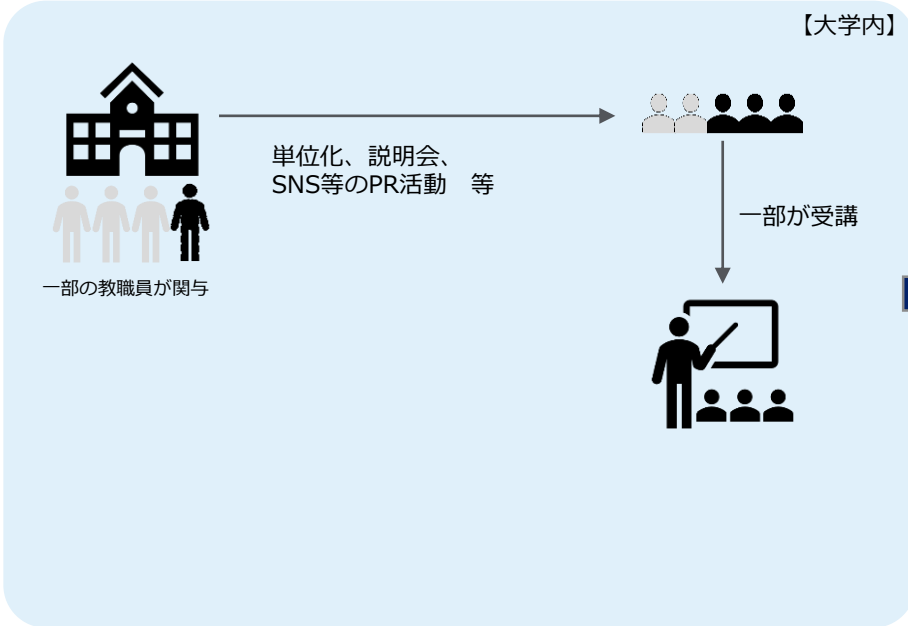 【大学内】
単位化、説明会、
SNS等のPR活動　等
一部が受講
一部の教職員が関与